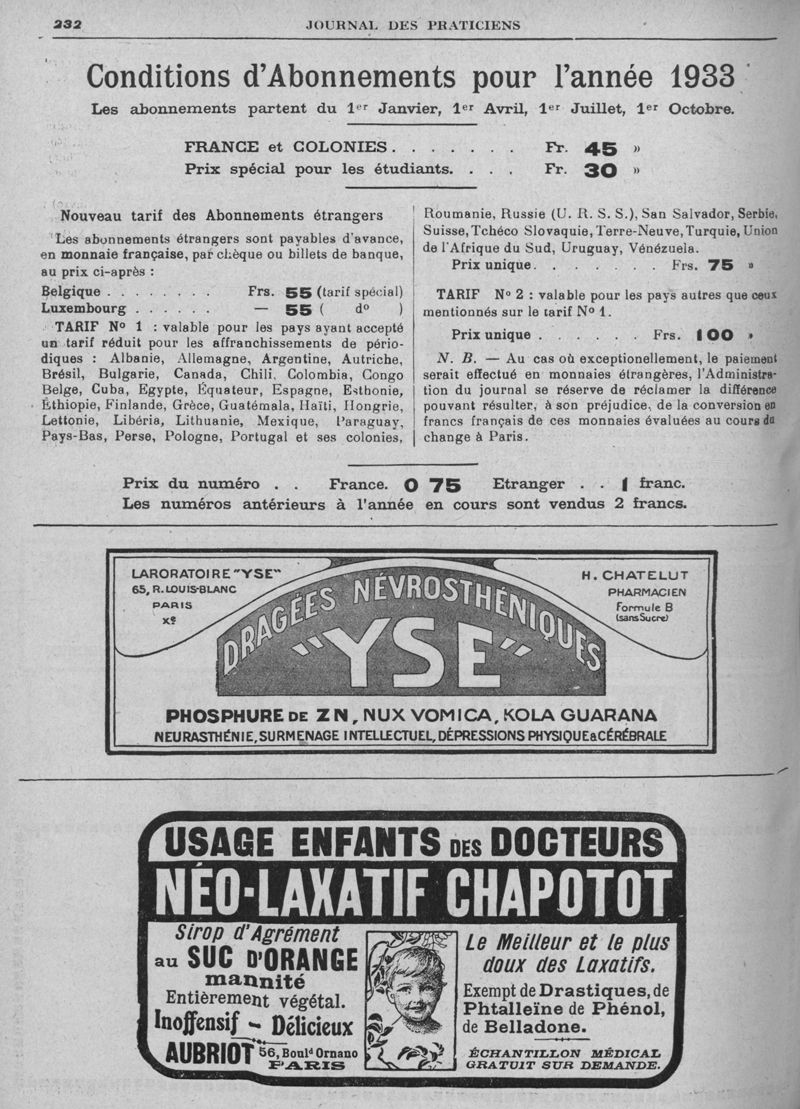 232
JOURNAL DES PRATICIENS
Conditions d'Abonnements pour l'année 1933
Les abonnements partent du 1er Janvier, 1er Avril, 1er Juillet, 1er Octobre.
FRANCE et COLONIES. . . . . . . Fr. 45 »
Prix spécial pour les étudiants. . . . Fr. 30 »
Nouveau tarif des Abonnements étrangers
Les abonnements étrangers sont payables d'avance,
en monnaie française, par chèque ou billets de banque,
au prix ci-après :
Belgique . . . . . . . . Frs. 55 (tarif spécial)
Luxembourg . . . . . . — 55 ( do )
TARIF No 1 : valable pour les pays ayant accepté
un tarif réduit pour les affranchissements de pério-
diques : Albanie, Allemagne, Argentine, Autriche,
Brésil, Bulgarie, Canada, Chili, Colombia, Congo
Belge, Cuba, Egypte, Équateur, Espagne, Esthonie,
Éthiopie, Finlande, Grèce, Guatémala, Haïti, Hongrie,
Lettonie, Libéria, Lithuanie, Mexique, Paraguay,
Pays-Bas, Perse, Pologne, Portugal et ses colonies,
Roumanie, Russie (U. R. S. S.), San Salvador, Serbie,
Suisse, Tchéco Slovaquie, Terre-Neuve, Turquie, Union
de l'Afrique du Sud, Uruguay, Vénézuela.
Prix unique. . . . . . . . Frs. 75 »
TARIF No 2 : valable pour les pays autres que ceux
mentionnés sur le tarif No 1.
Prix unique . . . . . . . Frs. 100 »
N. B. — Au cas où exceptionellement, le paiement
serait effectué en monnaies étrangères, l'Administra-
tion du journal se réserve de réclamer la différence
pouvant résulter, à son préjudice, de la conversion en
francs français de ces monnaies évaluées au cours du
change à Paris.
Prix du numéro . . France. 0 75 Etranger . . 1 franc.
Les numéros antérieurs à l'année en cours sont vendus 2 francs.
LARORATOIRE "YSE"
65, R. LOUIS-BLANC
PARIS
Xe
H. CHATELUT
PHARMACIEN
Formule B
(sans Sucre)
DRAGÉES NÉVROSTHÉNIQUES
"YSE"
PHOSPHURE DE ZN, NUX VOMICA, KOLA GUARANA
NEURASTHÉNIE, SURMENAGE INTELLECTUEL, DÉPRESSIONS PHYSIQUE & CÉRÉBRALE
USAGE ENFANTS DES DOCTEURS
NÉO-LAXATIF CHAPOTOT
Sirop d'Agrément
au SUC D'ORANGE
mannité
Entièrement végétal.
Inoffensif - Délicieux
AUBRIOT 56, Bould Ornano
PARIS
Le Meilleur et le plus
doux des Laxatifs.
Exempt de Drastiques, de
Phtalleïne de Phénol,
de Belladone.
ÉCHANTILLON MÉDICAL
GRATUIT SUR DEMANDE.